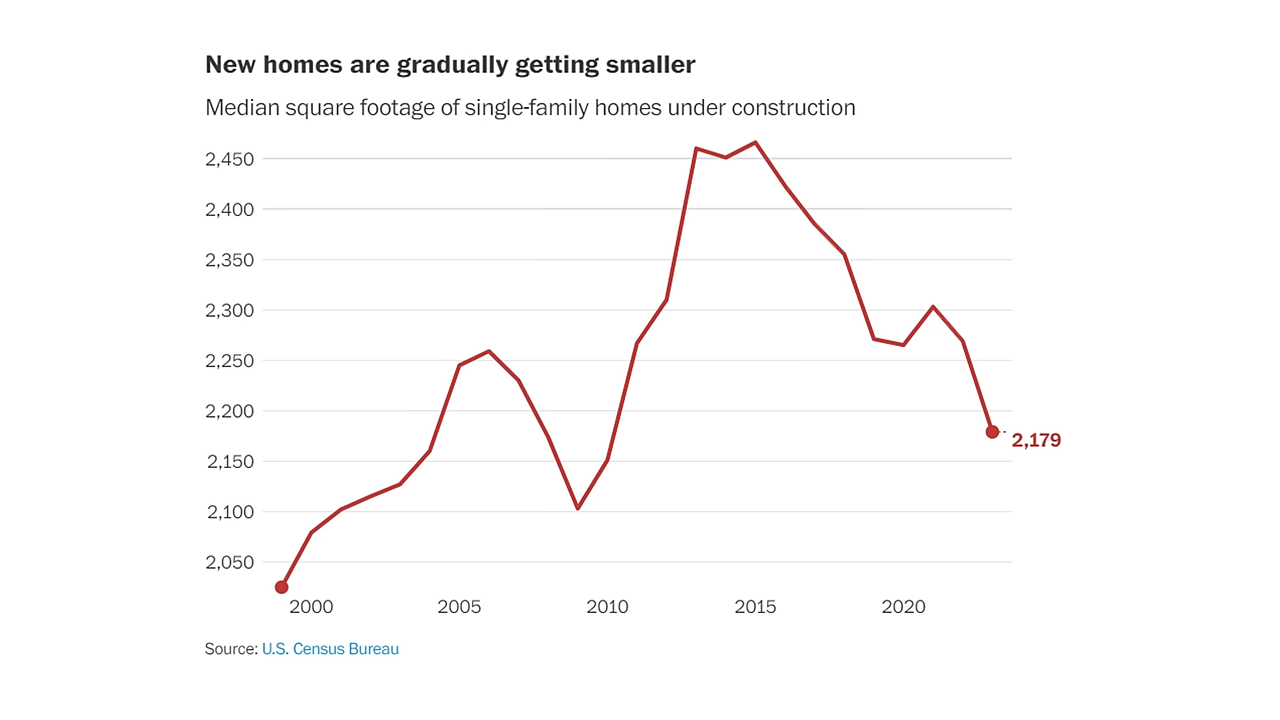 New homes are gradually getting smaller
Median square footage of single-family homes under construction
2,450
2,400
2,350
2,300
2,250
2,200
2,179
2,150
2,100
2,050
2000 2005 2010 2015 2020
Source: U.S. Census Bureau